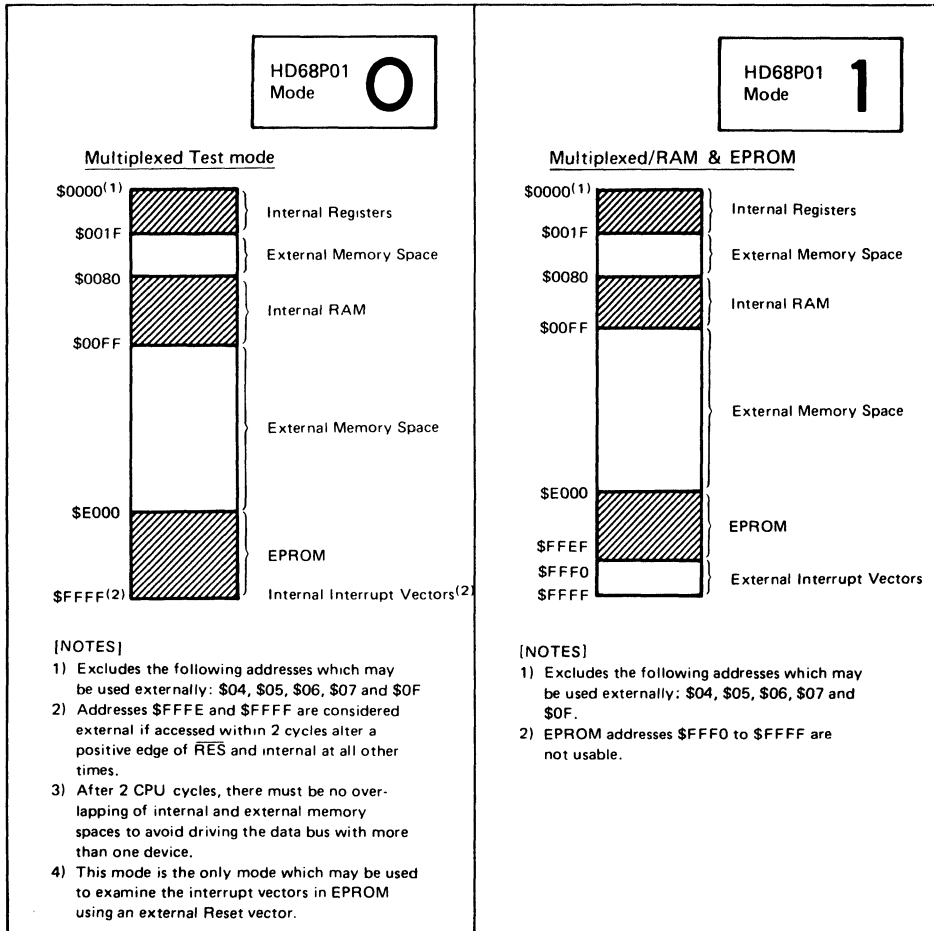 HD68P01
Mode 0
Multiplexed Test mode
$0000(1)
Internal Registers
$001F
External Memory Space
$0080
Internal RAM
$00FF
External Memory Space
$E000
EPROM
$FFFF(2)
Internal Interrupt Vectors(2)
[NOTES]
1) Excludes the following addresses which may
be used externally: $04, $05, $06, $07 and $0F
2) Addresses $FFFE and $FFFF are considered
external if accessed within 2 cycles alter a
positive edge of RES and internal at all other
times.
3) After 2 CPU cycles, there must be no over-
lapping of internal and external memory
spaces to avoid driving the data bus with more
than one device.
4) This mode is the only mode which may be used
to examine the interrupt vectors in EPROM
using an external Reset vector.
HD68P01
Mode 1
Multiplexed/RAM & EPROM
$0000(1)
Internal Registers
$001F
External Memory Space
$0080
Internal RAM
$00FF
External Memory Space
$E000
EPROM
$FFEF
$FFF0
External Interrupt Vectors
$FFFF
[NOTES]
1) Excludes the following addresses which may
be used externally: $04, $05, $06, $07 and
$0F.
2) EPROM addresses $FFF0 to $FFFF are
not usable.